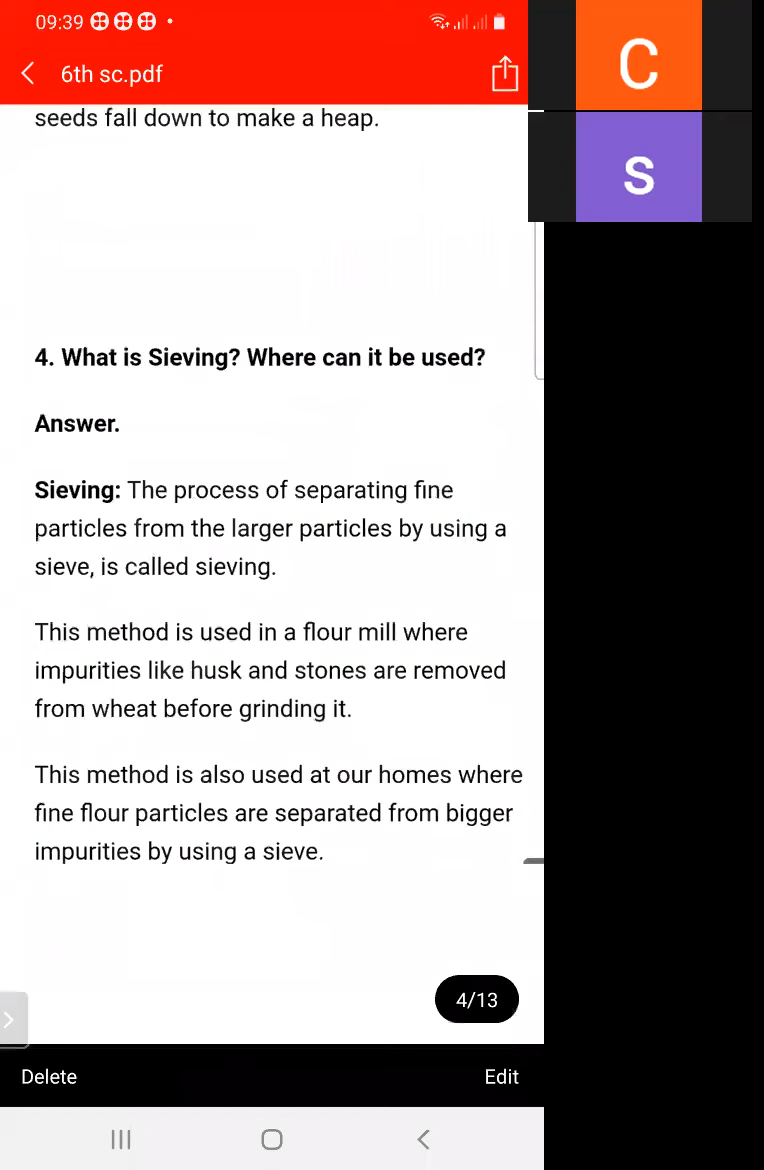 09:39
6th sc.pdf
C
S
seeds fall down to make a heap.
4. What is Sieving? Where can it be used?
Answer.
Sieving: The process of separating fine
particles from the larger particles by using a
sieve, is called sieving.
This method is used in a flour mill where
impurities like husk and stones are removed
from wheat before grinding it.
This method is also used at our homes where
fine flour particles are separated from bigger
impurities by using a sieve.
4/13
Delete
Edit